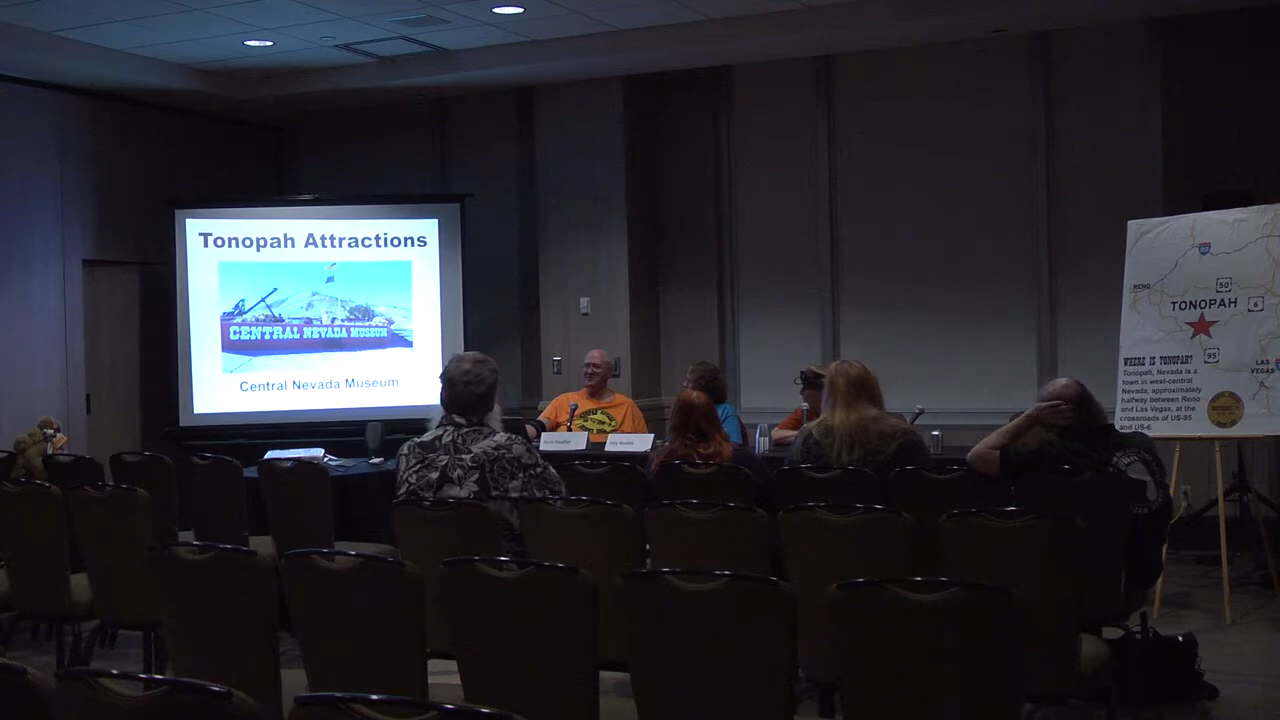 Tonopah Attractions
CENTRAL NEVADA MUSEUM
Central Nevada Museum
RENO
50
6
TONOPAH
95
LAS
VEGAS
WHERE IS TONOPAH?
Tonopah, Nevada is a
town in west-central
Nevada, approximately
halfway between Reno
and Las Vegas, at the
crossroads of US-95
and US-6.